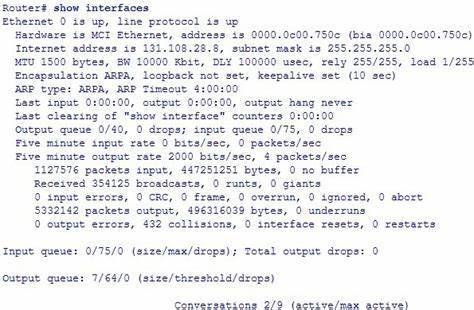 Router# show interfaces
Ethernet 0 is up, line protocol is up
Hardware is MCI Ethernet, address is 0000.0c00.750c (bia 0000.0c00.750c)
Internet address is 131.108.28.8, subnet mask is 255.255.255.0
MTU 1500 bytes, BW 10000 Kbit, DLY 100000 usec, rely 255/255, load 1/255
Encapsulation ARPA, loopback not set, keepalive set (10 sec)
ARP type: ARPA, ARP Timeout 4:00:00
Last input 0:00:00, output 0:00:00, output hang never
Last clearing of "show interface" counters 0:00:00
Output queue 0/40, 0 drops; input queue 0/75, 0 drops
Five minute input rate 0 bits/sec, 0 packets/sec
Five minute output rate 2000 bits/sec, 4 packets/sec
1127576 packets input, 447251251 bytes, 0 no buffer
Received 354125 broadcasts, 0 runts, 0 giants
0 input errors, 0 CRC, 0 frame, 0 overrun, 0 ignored, 0 abort
5332142 packets output, 496316039 bytes, 0 underruns
0 output errors, 432 collisions, 0 interface resets, 0 restarts
Input queue: 0/75/0 (size/max/drops); Total output drops: 0
Output queue: 7/64/0 (size/threshold/drops)
Conversations 2/9 (active/max active)